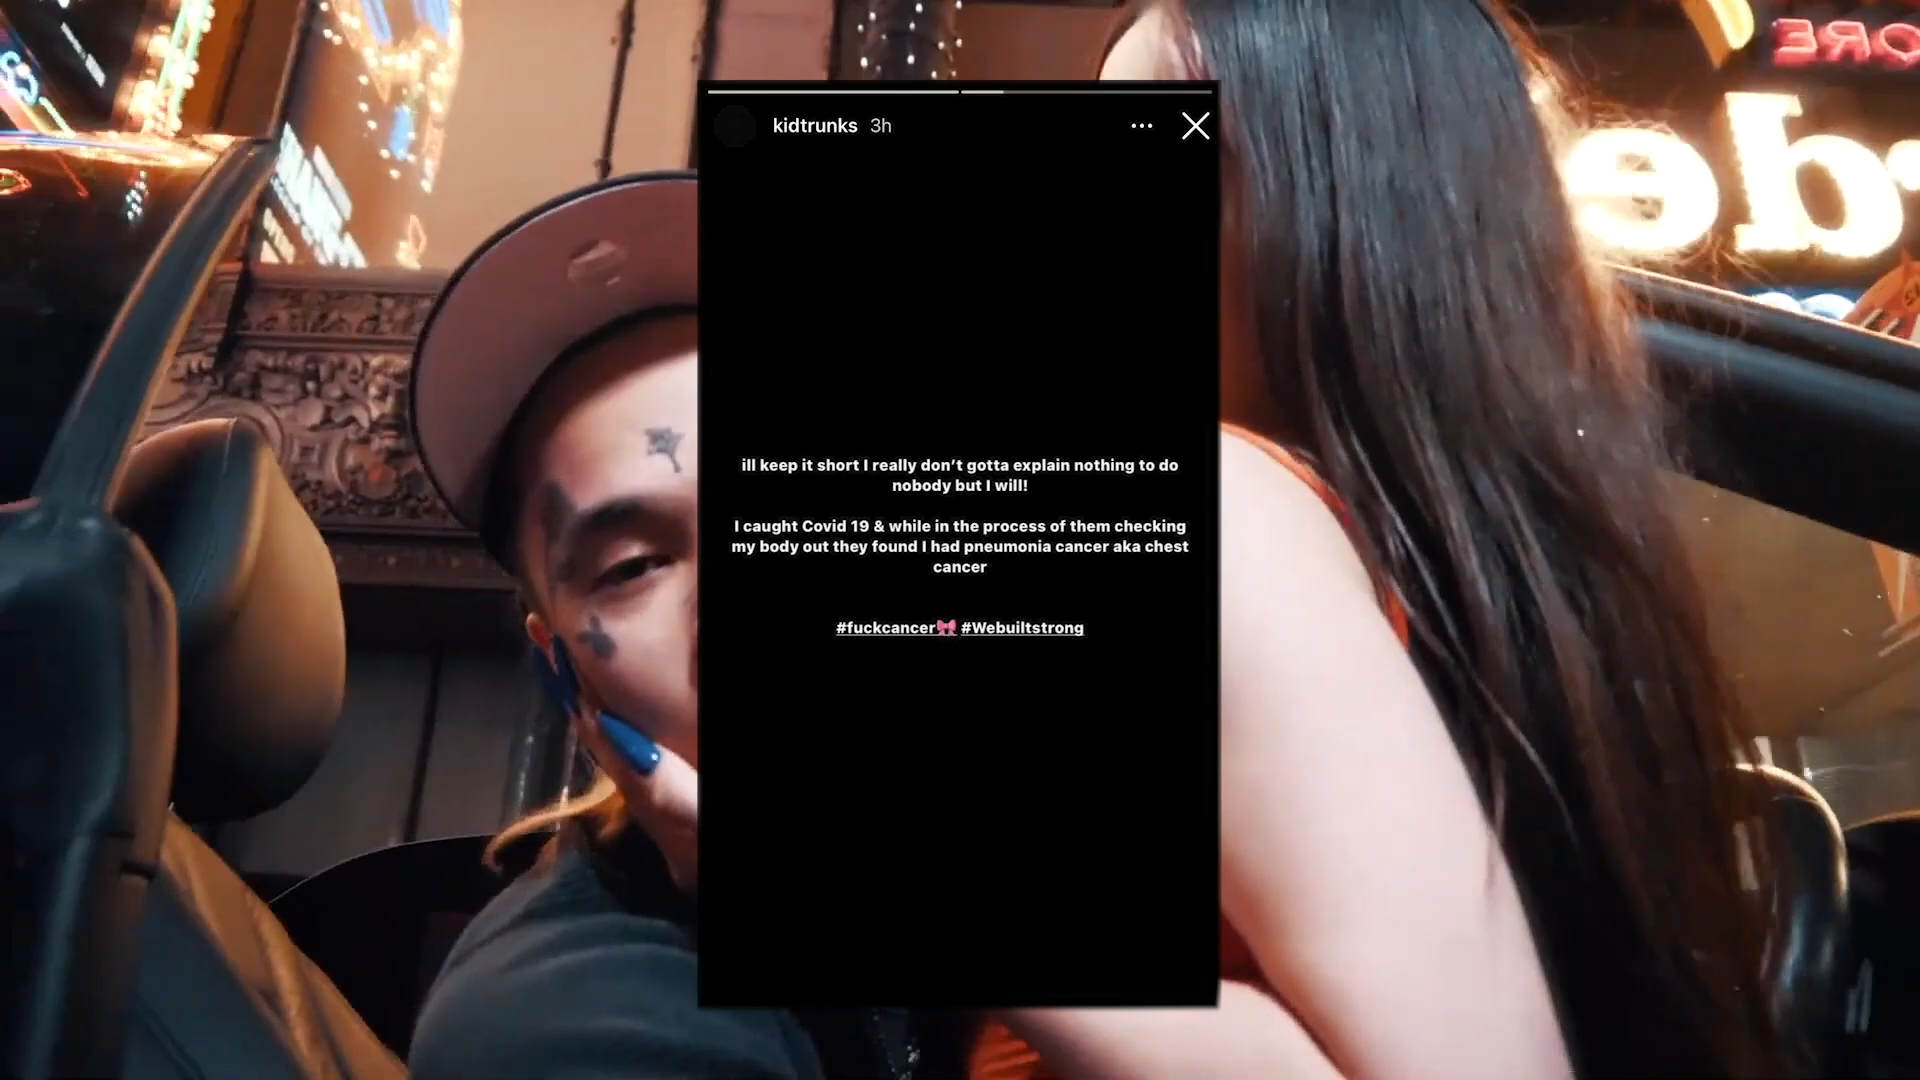 kidtrunks 3h
ill keep it short I really don’t gotta explain nothing to do
nobody but I will!
I caught Covid 19 & while in the process of them checking
my body out they found I had pneumonia cancer aka chest
cancer
#fuckcancer🎀 #Webuiltstrong
ORE
de